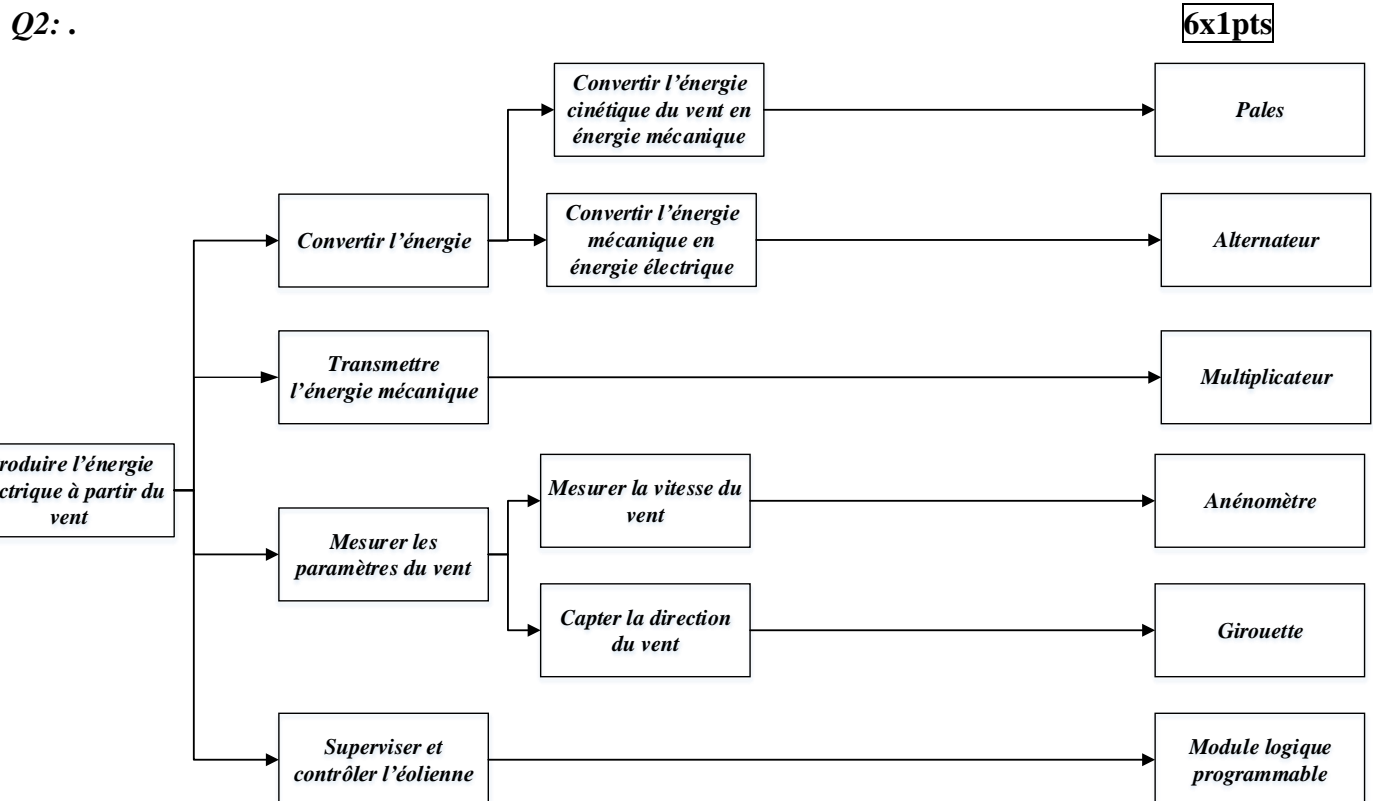 Q2: .
6x1pts
Convertir l'énergie
cinétique du vent en
énergie mécanique
Pales
Convertir l'énergie
Convertir l'énergie
mécanique en
énergie électrique
Alternateur
Transmettre
l'énergie mécanique
Multiplicateur
roduire l'énergie
ctrique à partir du
vent
Mesurer les
paramètres du vent
Mesurer la vitesse du
vent
Anénomètre
Capter la direction
du vent
Girouette
Superviser et
contrôler l'éolienne
Module logique
programmable